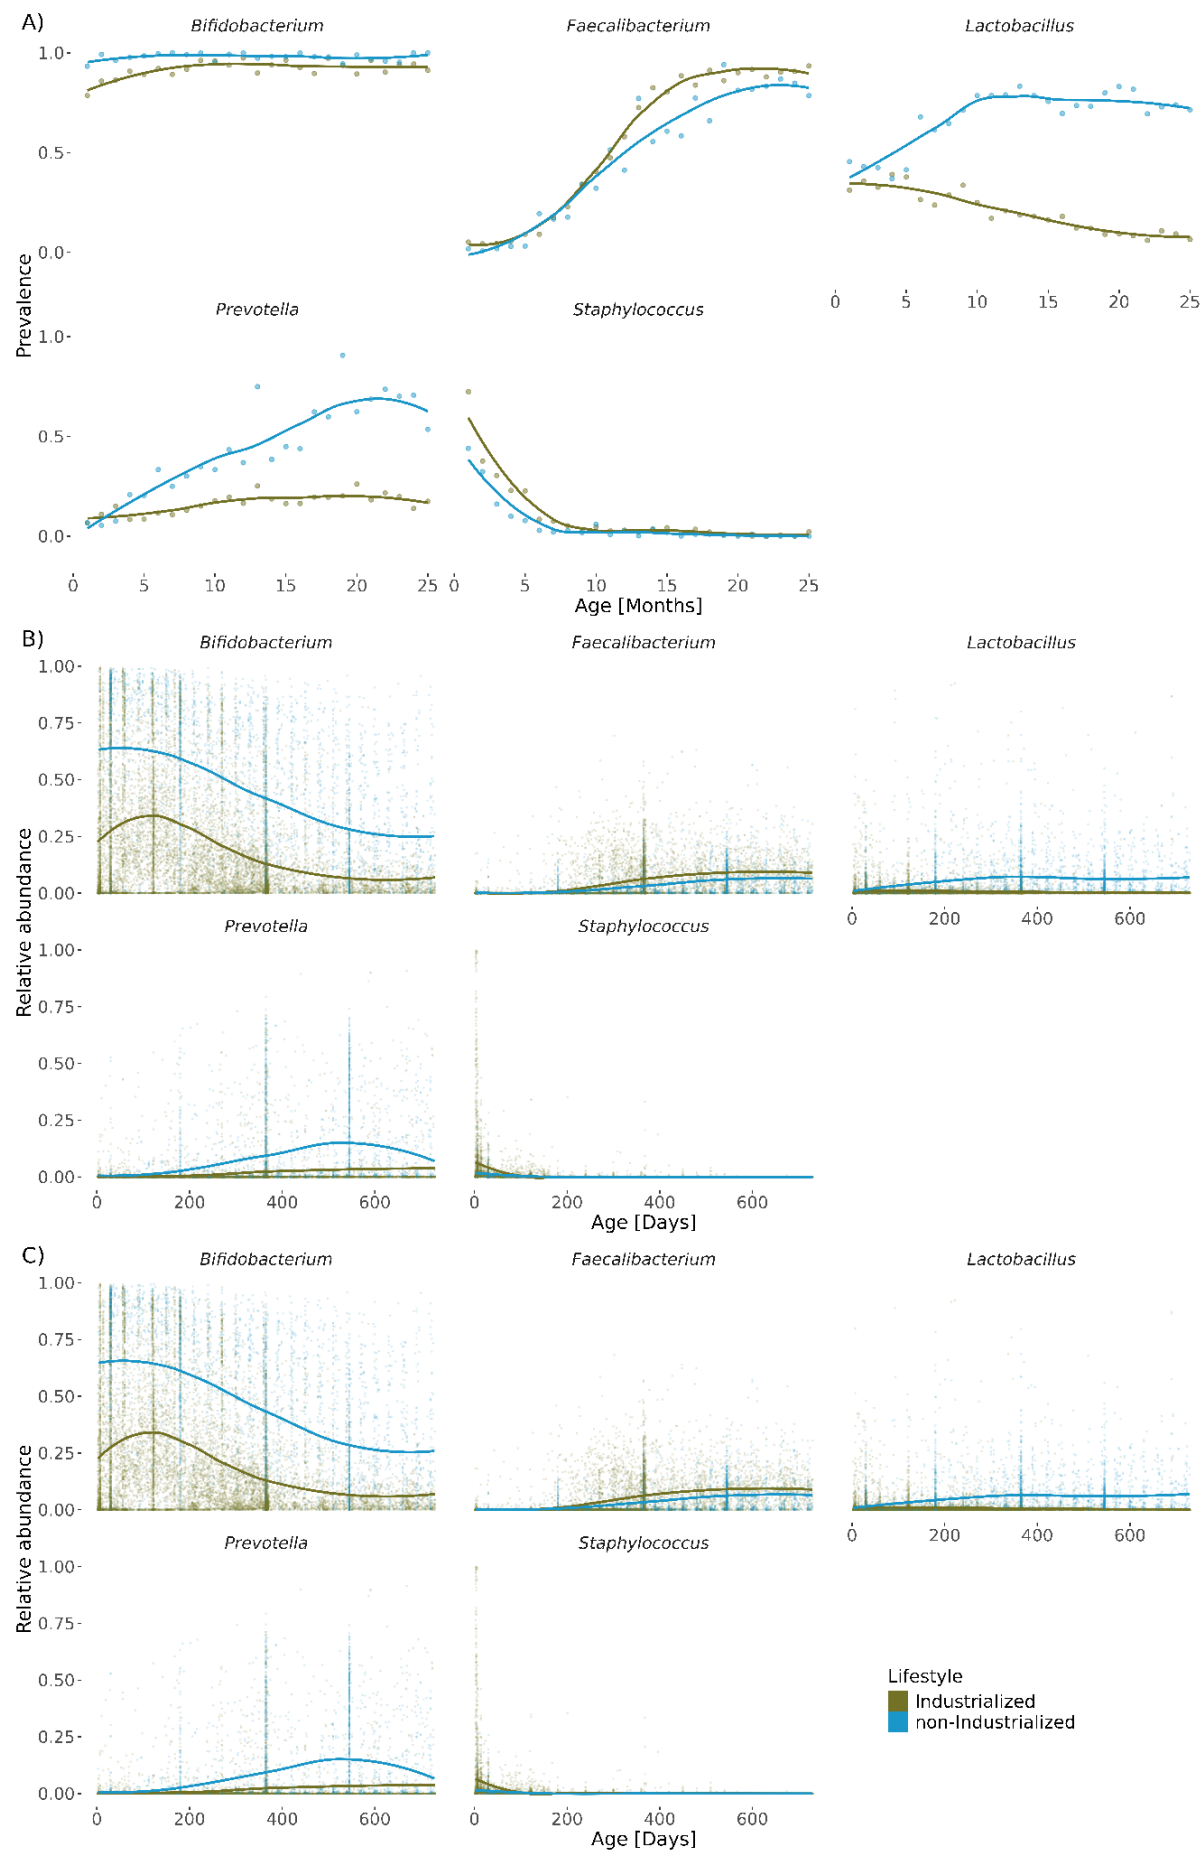 A)
Bifidobacterium
Faecalibacterium
Lactobacillus
1.0
0.5
0.0
0 5 10 15 20 25
Prevalence
Prevotella
Staphylococcus
1.0
0.5
0.0
0 5 10 15 20 25
0 5 10 15 20 25
Age [Months]
B)
Bifidobacterium
Faecalibacterium
Lactobacillus
1.00
0.75
0.50
0.25
0.00
0 200 400 600
Relative abundance
Prevotella
Staphylococcus
1.00
0.75
0.50
0.25
0.00
0 200 400 600
0 200 400 600
Age [Days]
C)
Bifidobacterium
Faecalibacterium
Lactobacillus
1.00
0.75
0.50
0.25
0.00
0 200 400 600
Relative abundance
Prevotella
Staphylococcus
1.00
0.75
0.50
0.25
0.00
0 200 400 600
0 200 400 600
Age [Days]
Lifestyle
Industrialized
non-Industrialized